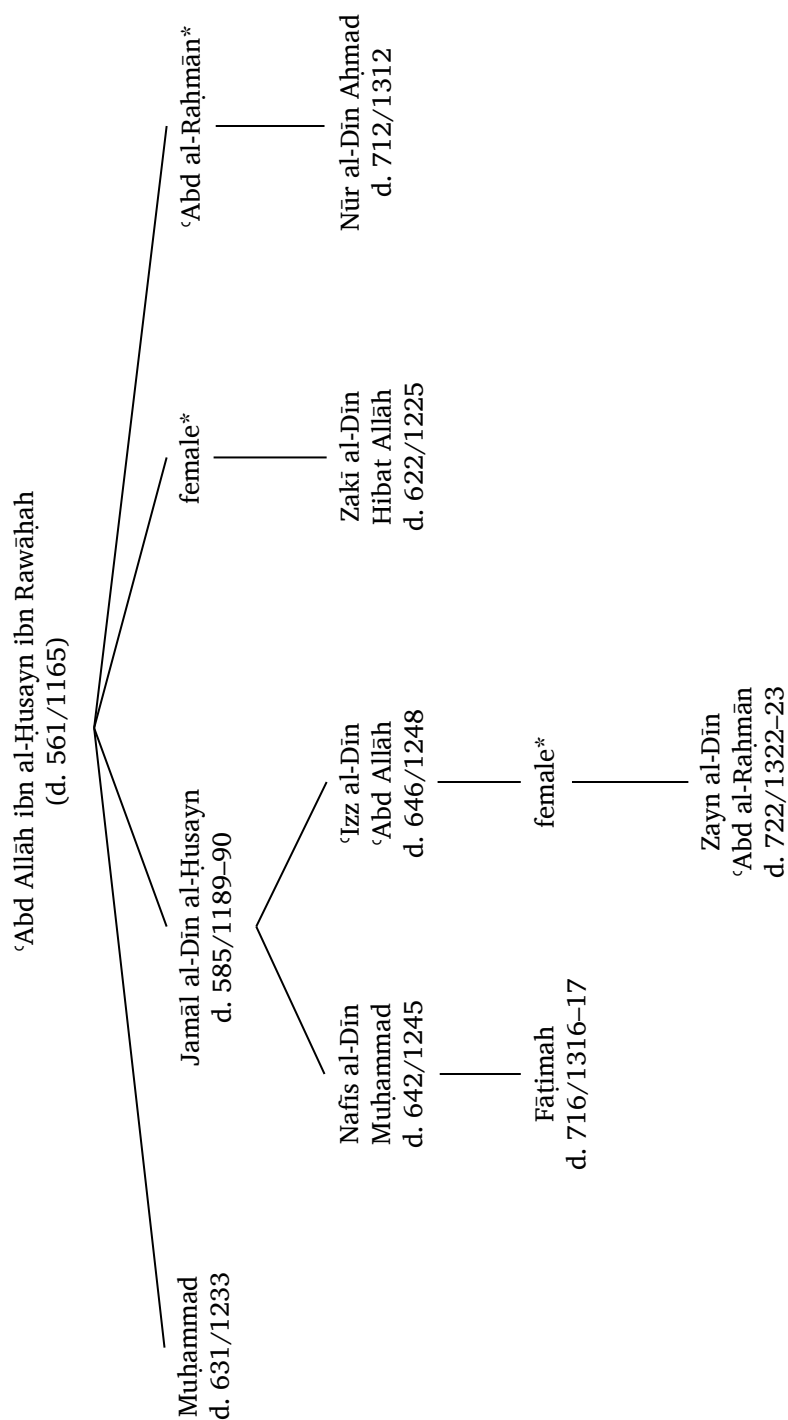 ʿAbd Allāh ibn al-Ḥusayn ibn Rawāḥah
(d. 561/1165)
Muḥammad
d. 631/1233
Jamāl al-Dīn al-Ḥusayn
d. 585/1189–90
female*
ʿAbd al-Raḥmān*
Nafīs al-Dīn
Muḥammad
d. 642/1245
ʿIzz al-Dīn
ʿAbd Allāh
d. 646/1248
Zakī al-Dīn
Hibat Allāh
d. 622/1225
Nūr al-Dīn Aḥmad
d. 712/1312
Fāṭimah
d. 716/1316–17
female*
Zayn al-Dīn
ʿAbd al-Raḥmān
d. 722/1322–23